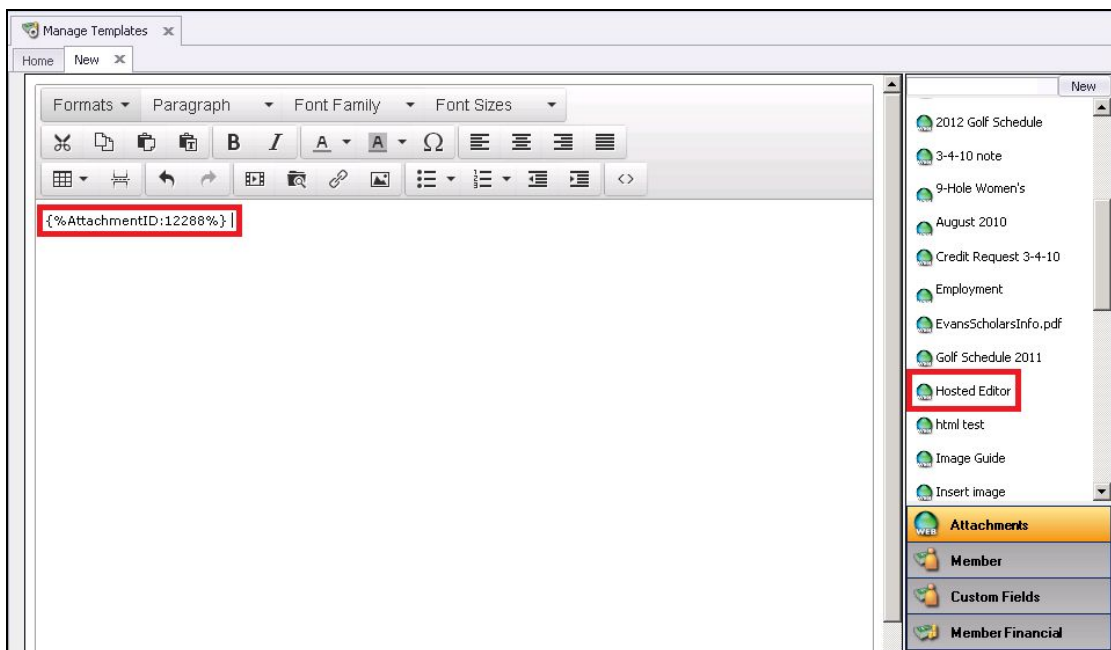 Manage Templates
Home New
Formats Paragraph Font Family Font Sizes
B I A A Ω
{%AttachmentID:12288%}
New
2012 Golf Schedule
3-4-10 note
9-Hole Women's
August 2010
Credit Request 3-4-10
Employment
EvansScholarsInfo.pdf
Golf Schedule 2011
Hosted Editor
html test
Image Guide
Insert image
WEB Attachments
Member
Custom Fields
Member Financial